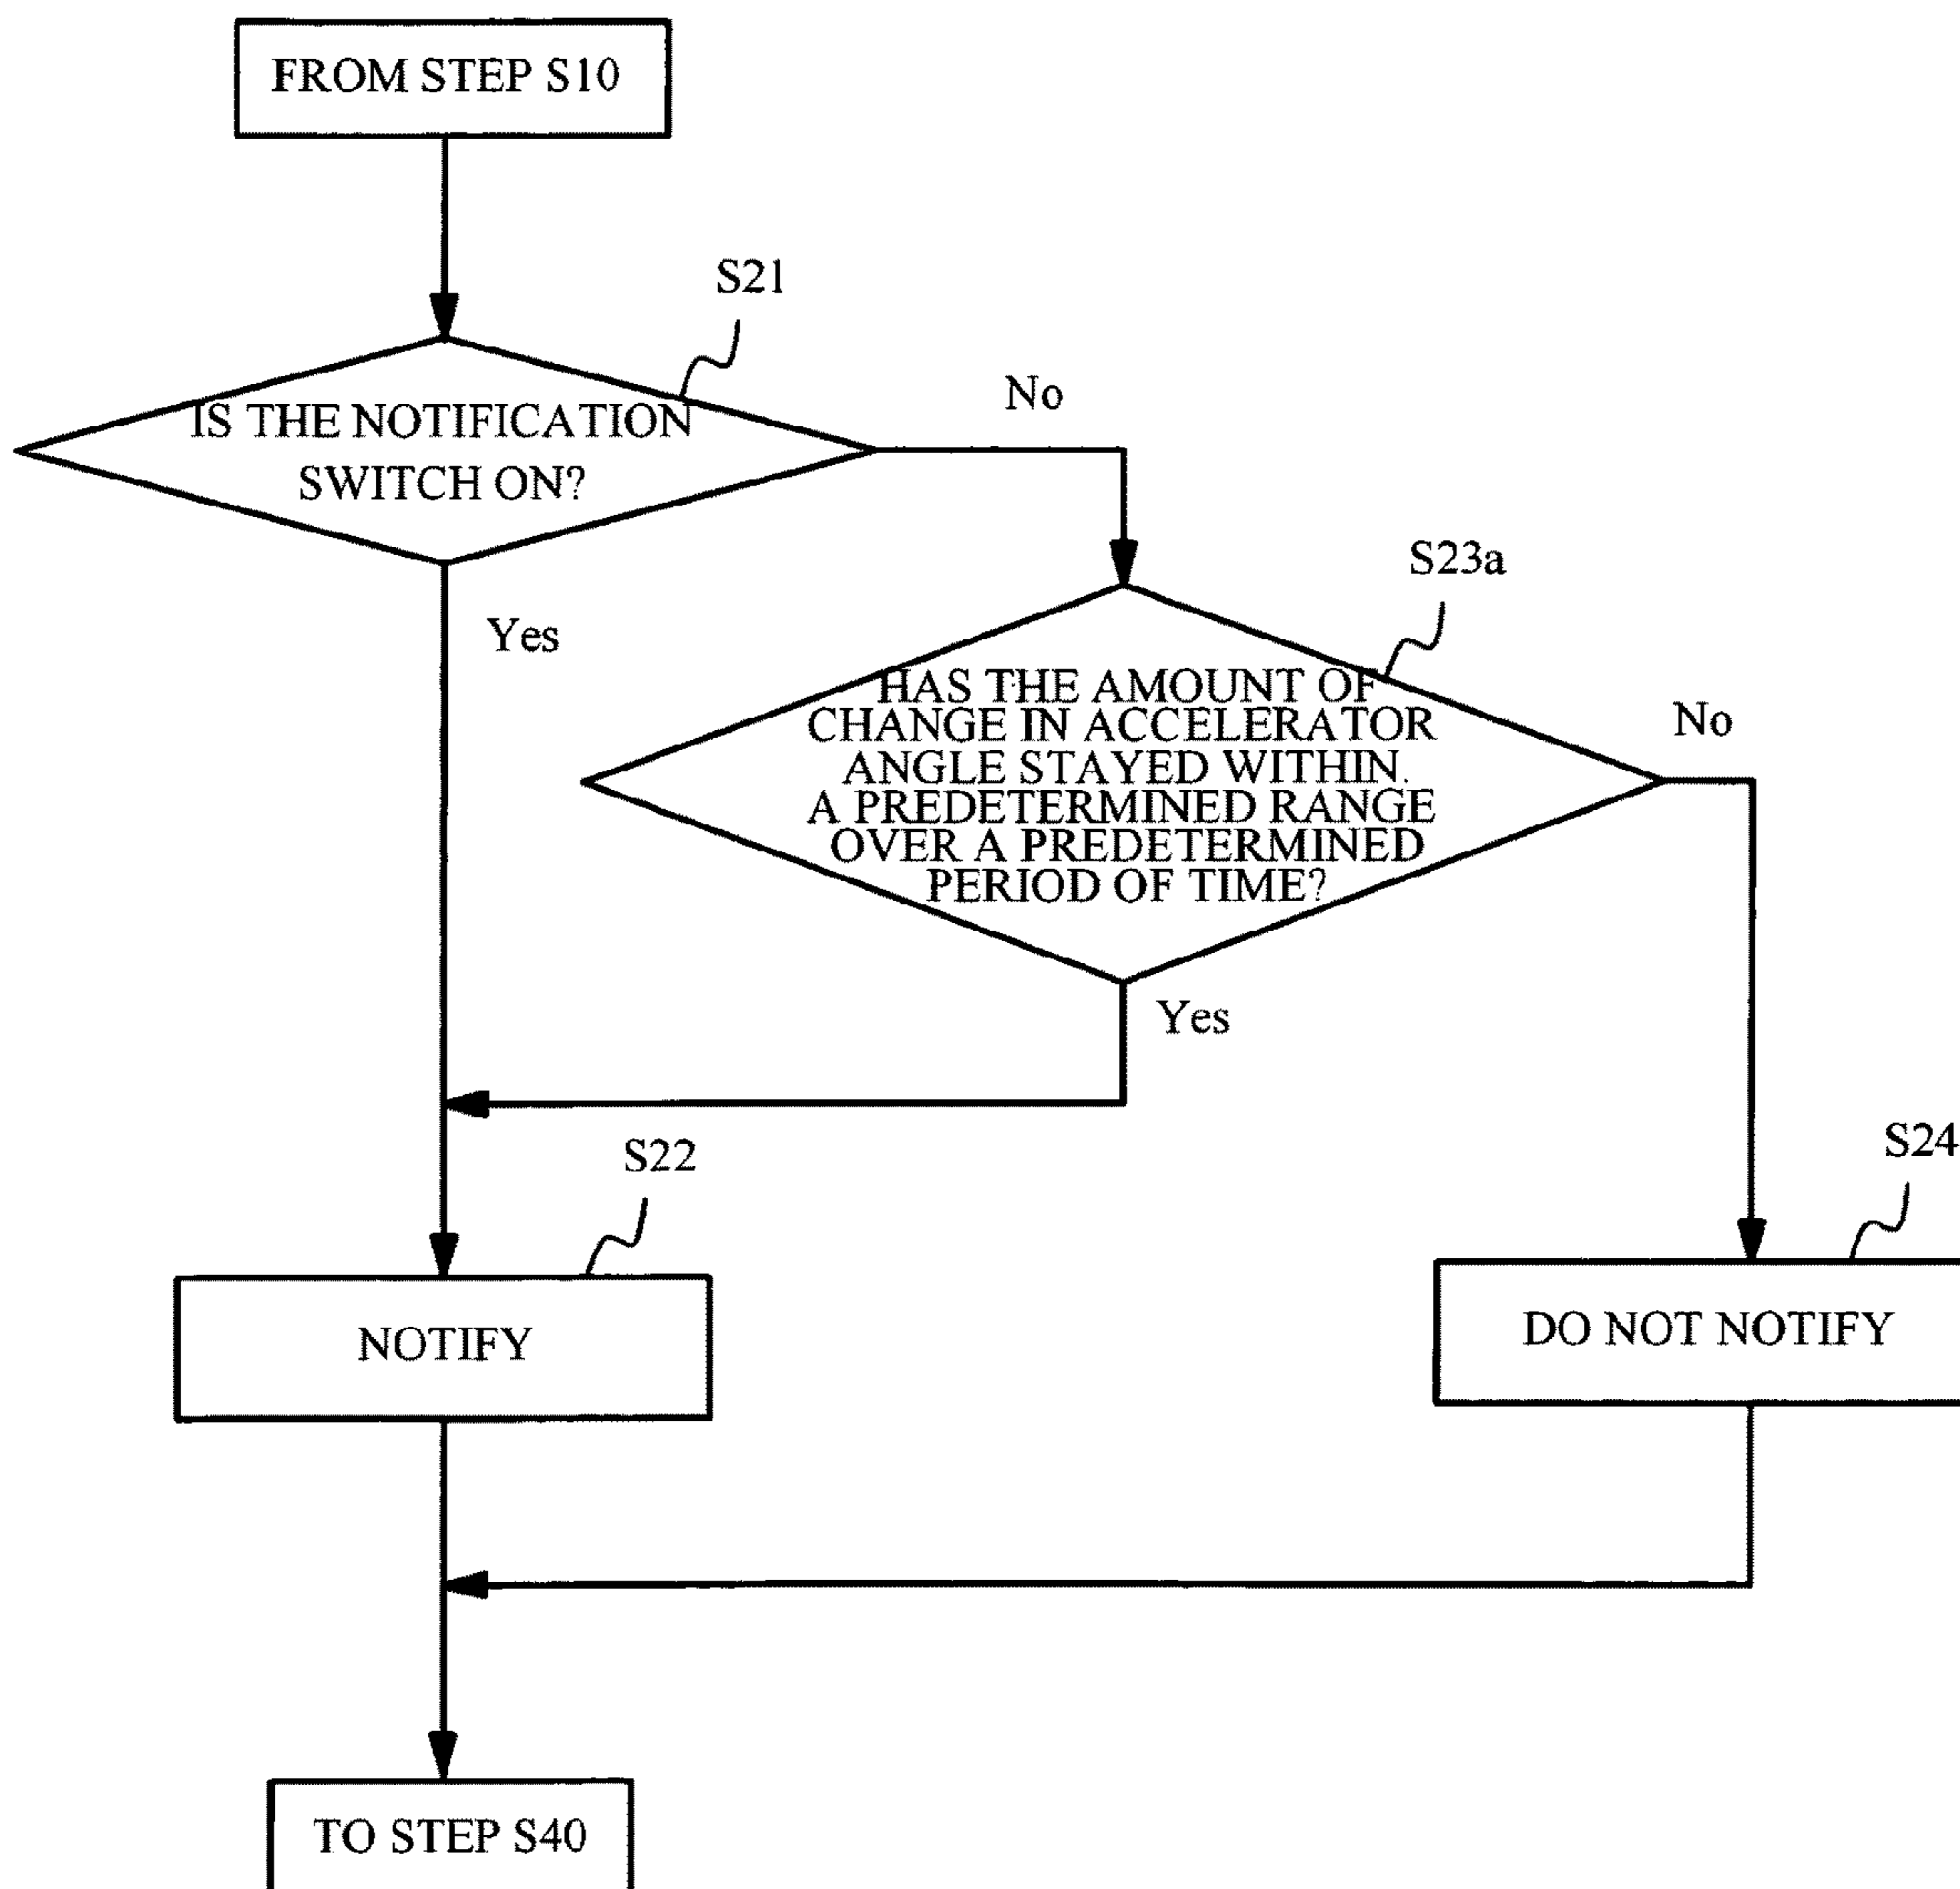 FROM STEP S10
S21
IS THE NOTIFICATION
SWITCH ON?
No
Yes
S23a
HAS THE AMOUNT OF
CHANGE IN ACCELERATOR
ANGLE STAYED WITHIN.
A PREDETERMINED RANGE
OVER A PREDETERMINED
PERIOD OF TIME?
No
Yes
S22
NOTIFY
S24
DO NOT NOTIFY
TO STEP S40